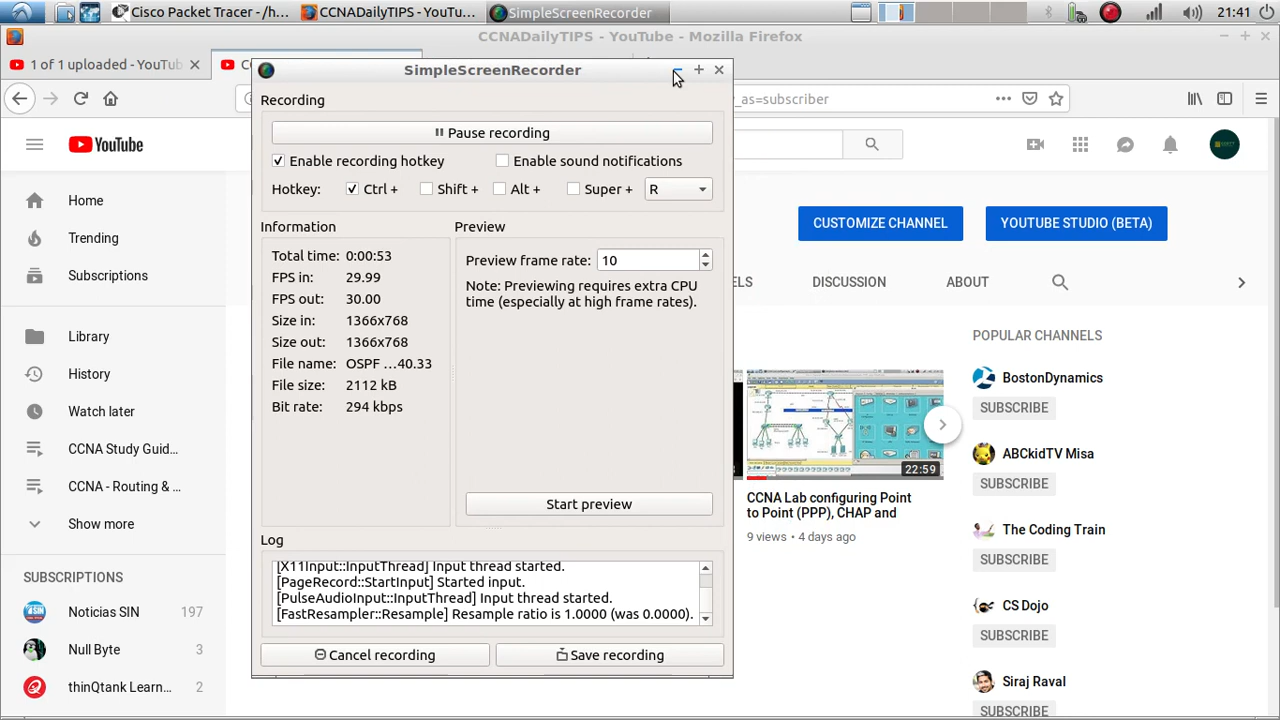 Cisco Packet Tracer - /h...
CCNADailyTIPS - YouTu...
SimpleScreenRecorder
21:41
CCNADailyTIPS - YouTube - Mozilla Firefox
1 of 1 uploaded - YouTub
SimpleScreenRecorder
_as=subscriber
YouTube
Home
Trending
Subscriptions
Library
History
Watch later
CCNA Study Guid...
CCNA - Routing & ...
Show more
SUBSCRIPTIONS
Noticias SIN 197
Null Byte 3
thinQtank Learn... 2
Recording
Pause recording
Enable recording hotkey
Enable sound notifications
Hotkey: Ctrl + Shift + Alt + Super + R
Information
Total time: 0:00:53
FPS in: 29.99
FPS out: 30.00
Size in: 1366x768
Size out: 1366x768
File name: OSPF ...40.33
File size: 2112 kB
Bit rate: 294 kbps
Preview
Preview frame rate: 10
Note: Previewing requires extra CPU
time (especially at high frame rates).
Start preview
Log
[X11Input::InputThread] Input thread started.
[PageRecord::StartInput] Started input.
[PulseAudioInput::InputThread] Input thread started.
[FastResampler::Resample] Resample ratio is 1.0000 (was 0.0000).
Cancel recording
Save recording
CUSTOMIZE CHANNEL
YOUTUBE STUDIO (BETA)
ELS
DISCUSSION
ABOUT
22:59
CCNA Lab configuring Point
to Point (PPP), CHAP and
9 views • 4 days ago
POPULAR CHANNELS
BostonDynamics
SUBSCRIBE
ABCkidTV Misa
SUBSCRIBE
The Coding Train
SUBSCRIBE
CS Dojo
SUBSCRIBE
Siraj Raval
SUBSCRIBE